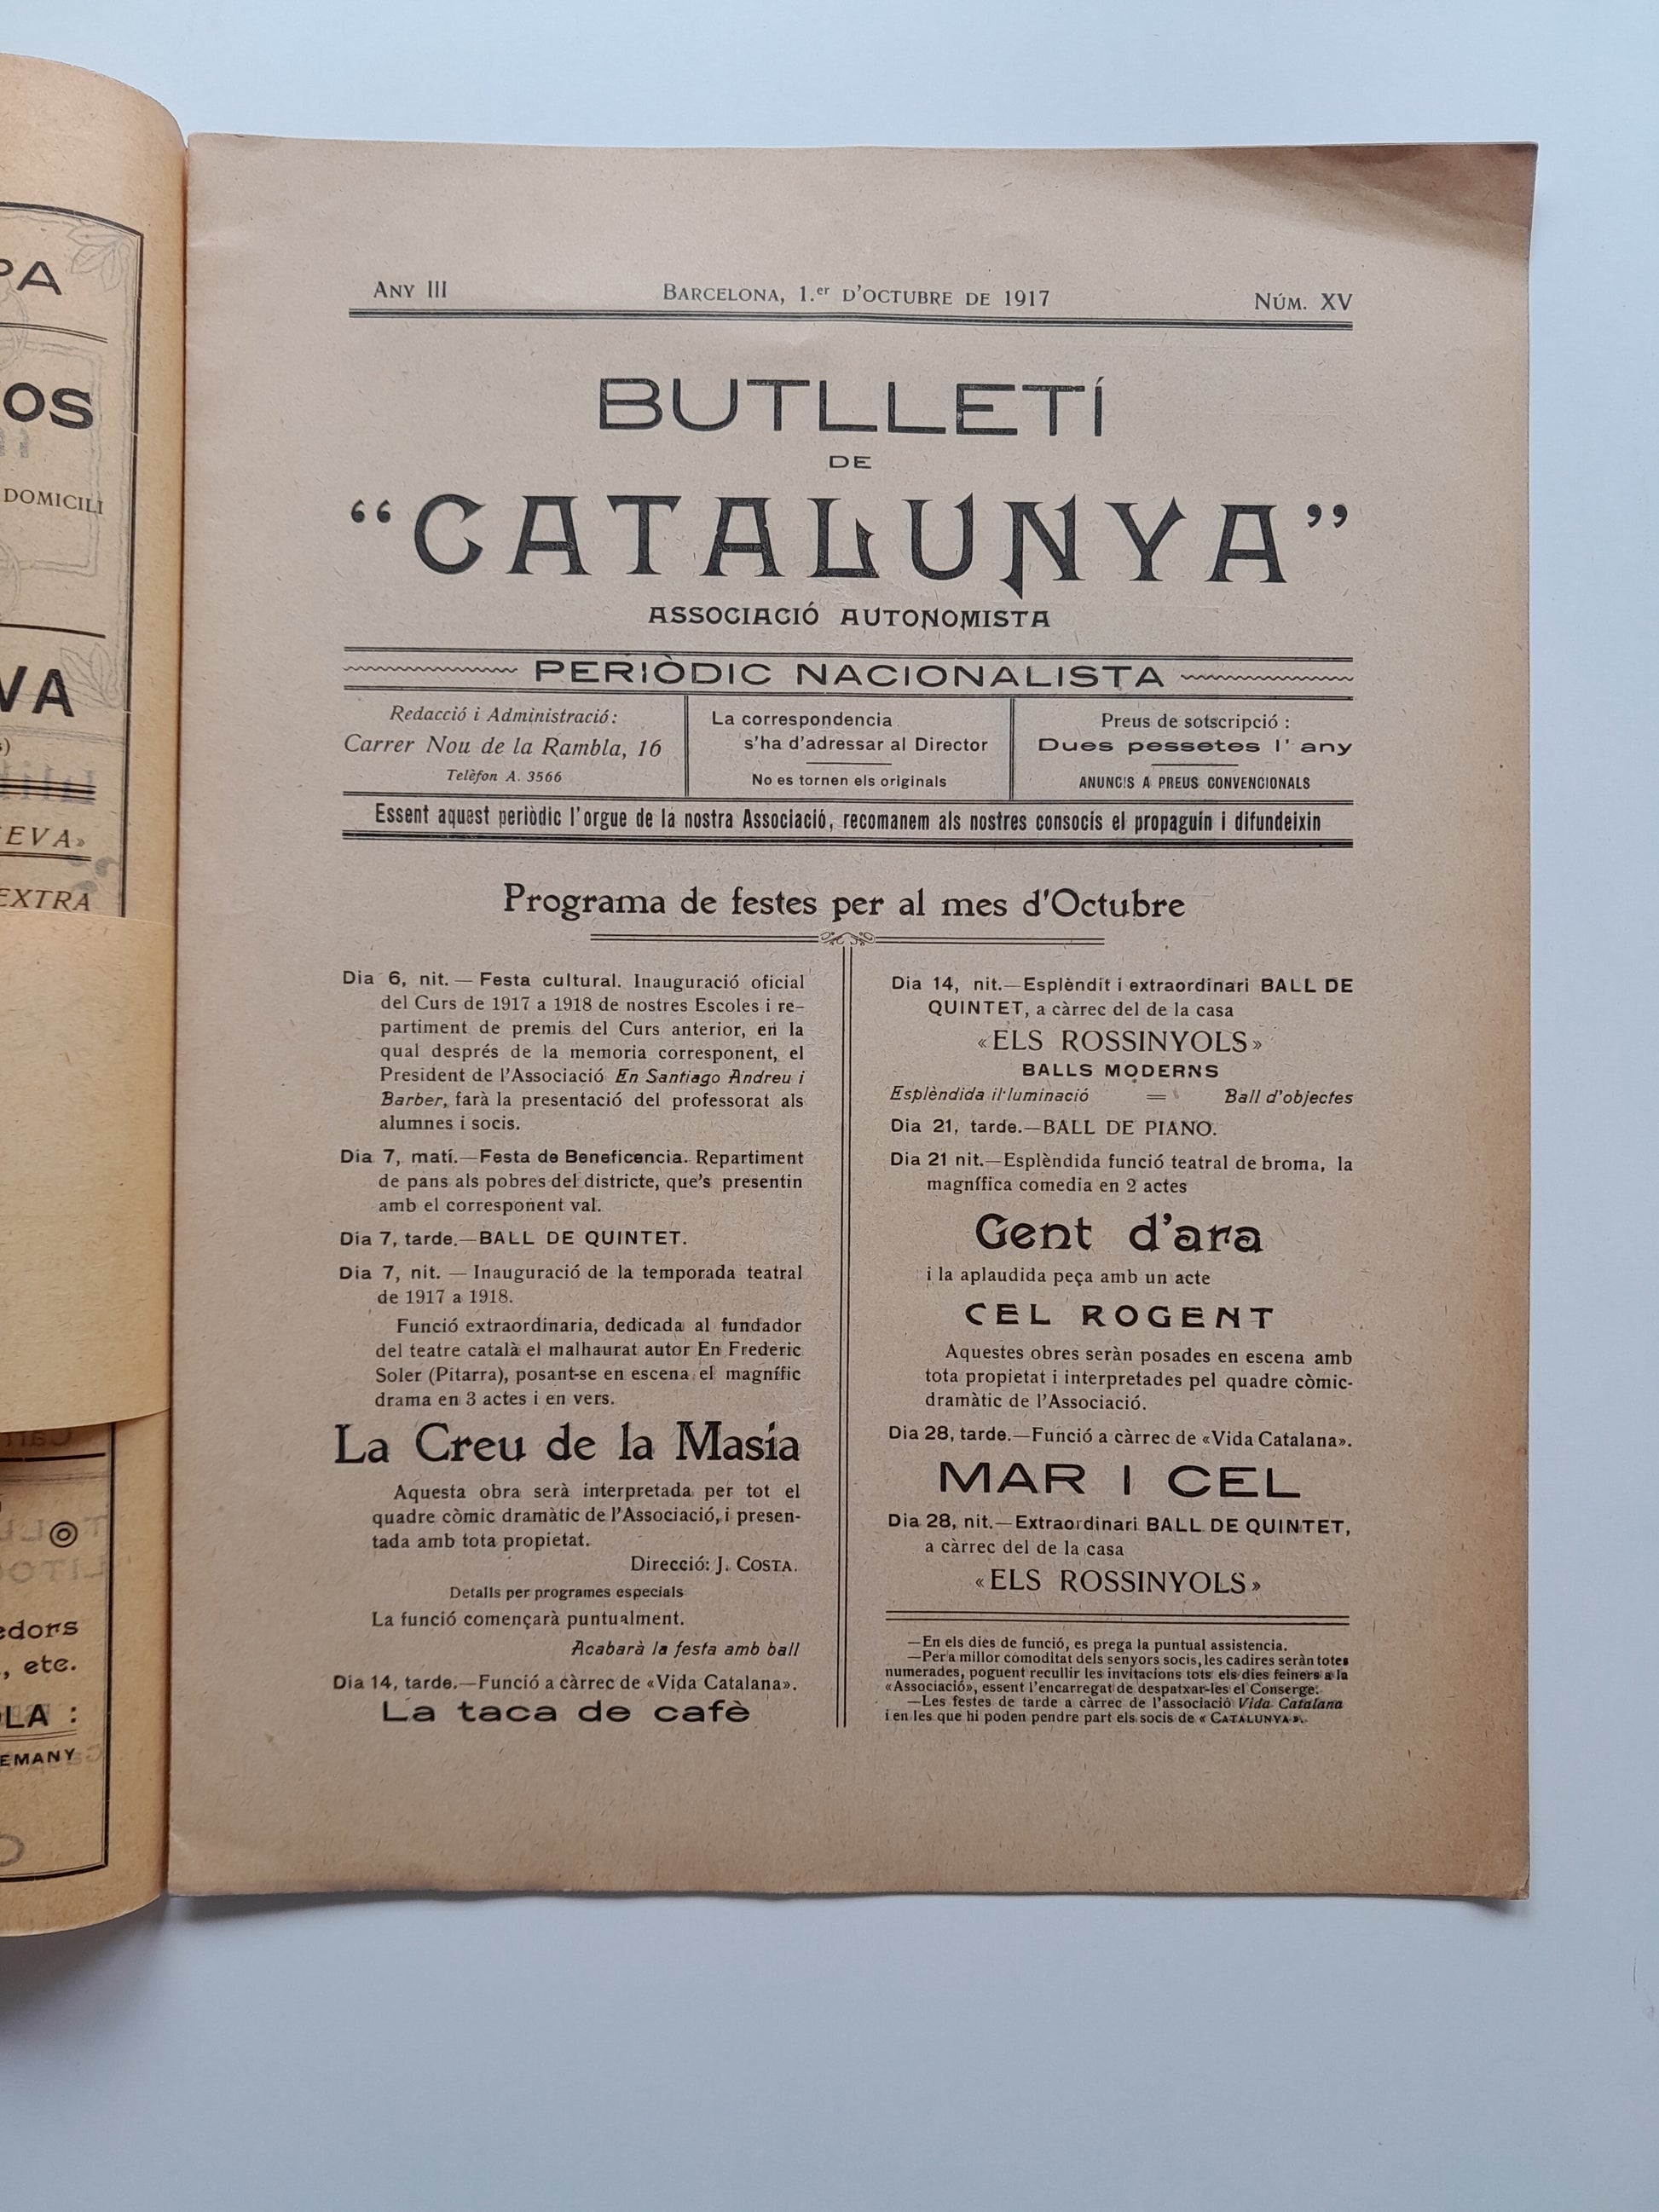 PA
OS
DOMICILI
VA
EVA»
EXTRA
edors
, etc.
LA :
EMANY
Any III
Barcelona, 1.er d'octubre de 1917
Núm. XV
BUTLLETÍ
DE
“CATALUNYA”
ASSOCIACIÓ AUTONOMISTA
PERIÒDIC NACIONALISTA
Redacció i Administració:
Carrer Nou de la Rambla, 16
Telèfon A. 3566
La correspondencia
s'ha d'adressar al Director
No es tornen els originals
Preus de sotscripció :
Dues pessetes l' any
ANUNCIS A PREUS CONVENCIONALS
Essent aquest periòdic l'orgue de la nostra Associació, recomanem als nostres consocis el propaguin i difundeixin
Programa de festes per al mes d'Octubre
Dia 6, nit. — Festa cultural. Inauguració oficial
del Curs de 1917 a 1918 de nostres Escoles i re-
partiment de premis del Curs anterior, en la
qual després de la memoria corresponent, el
President de l'Associació En Santiago Andreu i
Barber, farà la presentació del professorat als
alumnes i socis.
Dia 7, matí.—Festa de Beneficencia. Repartiment
de pans als pobres del districte, que's presentin
amb el corresponent val.
Dia 7, tarde.—BALL DE QUINTET.
Dia 7, nit. — Inauguració de la temporada teatral
de 1917 a 1918.
Funció extraordinaria, dedicada al fundador
del teatre català el malhaurat autor En Frederic
Soler (Pitarra), posant-se en escena el magnífic
drama en 3 actes i en vers.
La Creu de la Masia
Aquesta obra serà interpretada per tot el
quadre còmic dramàtic de l'Associació, i presen-
tada amb tota propietat.
Direcció: J. Costa.
Detalls per programes especials
La funció començarà puntualment.
Acabarà la festa amb ball
Dia 14, tarde.—Funció a càrrec de «Vida Catalana».
La taca de cafè
Dia 14, nit.—Esplèndit i extraordinari BALL DE
QUINTET, a càrrec del de la casa
«ELS ROSSINYOLS»
BALLS MODERNS
Esplèndida il·luminació = Ball d'objectes
Dia 21, tarde.—BALL DE PIANO.
Dia 21 nit.—Esplèndida funció teatral de broma, la
magnífica comedia en 2 actes
Gent d'ara
i la aplaudida peça amb un acte
CEL ROGENT
Aquestes obres seràn posades en escena amb
tota propietat i interpretades pel quadre còmic-
dramàtic de l'Associació.
Dia 28, tarde.—Funció a càrrec de «Vida Catalana».
MAR I CEL
Dia 28, nit.—Extraordinari BALL DE QUINTET,
a càrrec del de la casa
«ELS ROSSINYOLS»
—En els dies de funció, es prega la puntual assistencia.
—Per a millor comoditat dels senyors socis, les cadires seràn totes
numerades, poguent recullir les invitacions tots els dies feiners a la
«Associació», essent l'encarregat de despatxar-les el Conserge.
—Les festes de tarde a càrrec de l'associació Vida Catalana
i en les que hi poden pendre part els socis de « Catalunya».